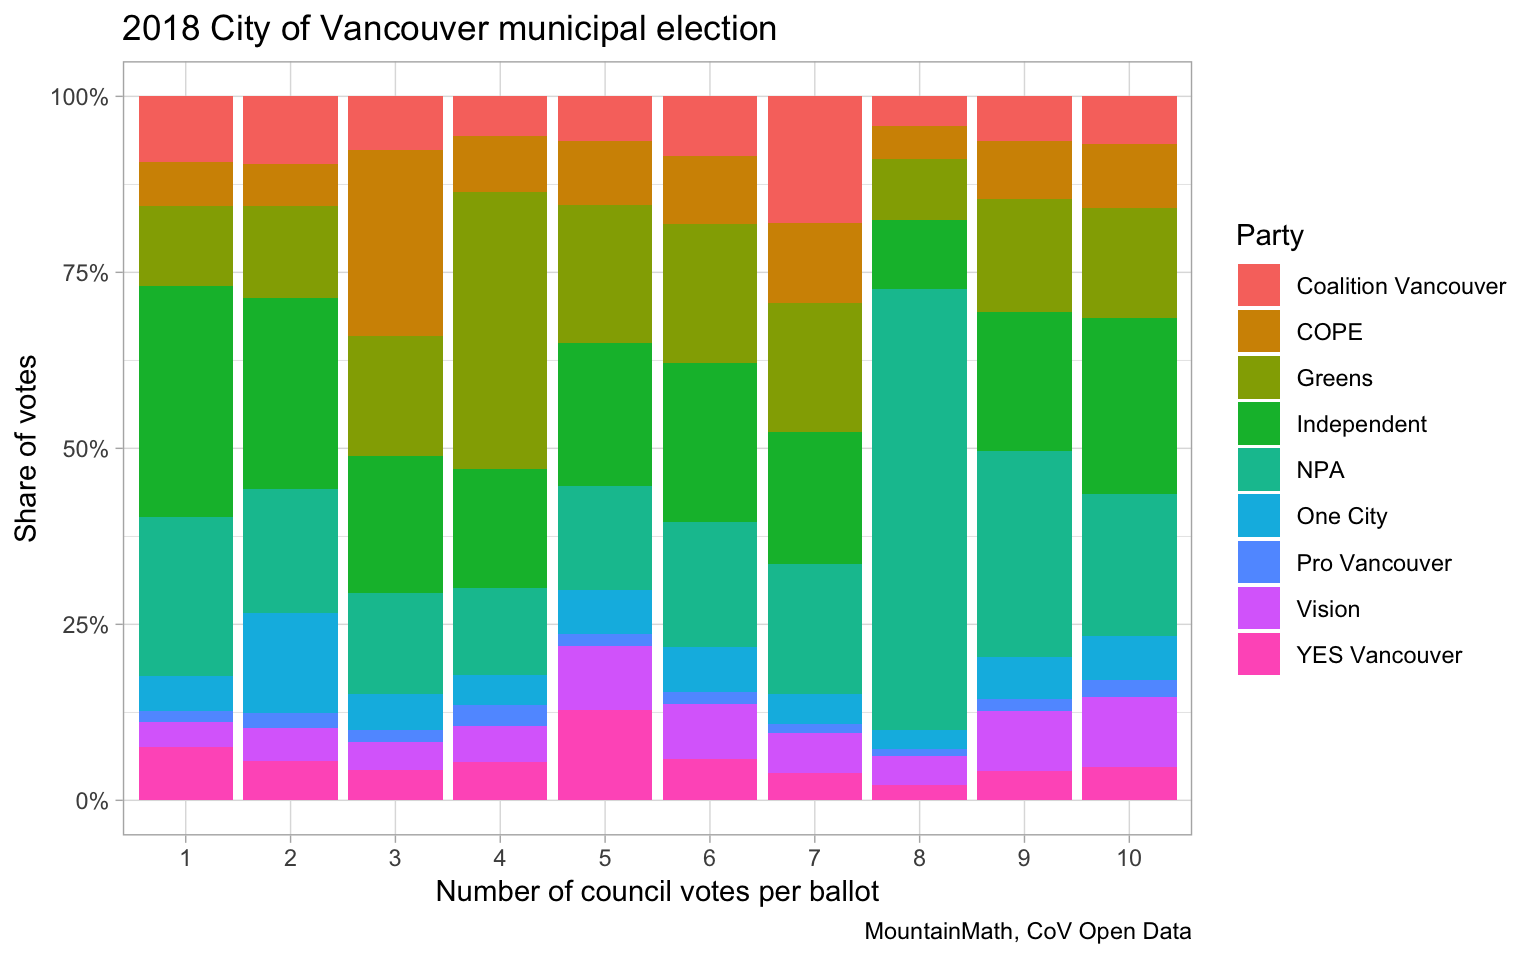 2018 City of Vancouver municipal election
100%
75%
50%
25%
0%
Share of votes
1 2 3 4 5 6 7 8 9 10
Number of council votes per ballot
MountainMath, CoV Open Data
Party
Coalition Vancouver
COPE
Greens
Independent
NPA
One City
Pro Vancouver
Vision
YES Vancouver